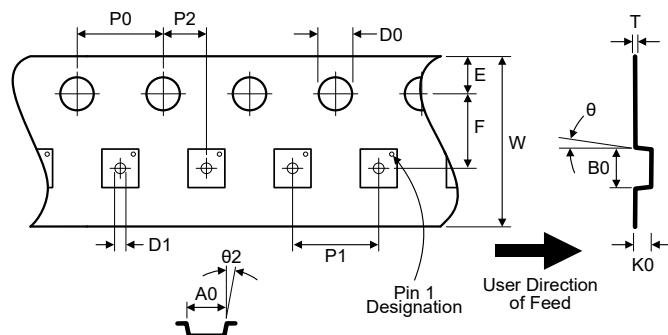 P0
P2
D0
T
E
F
W
θ
B0
D1
P1
K0
θ2
A0
Pin 1
Designation
User Direction
of Feed